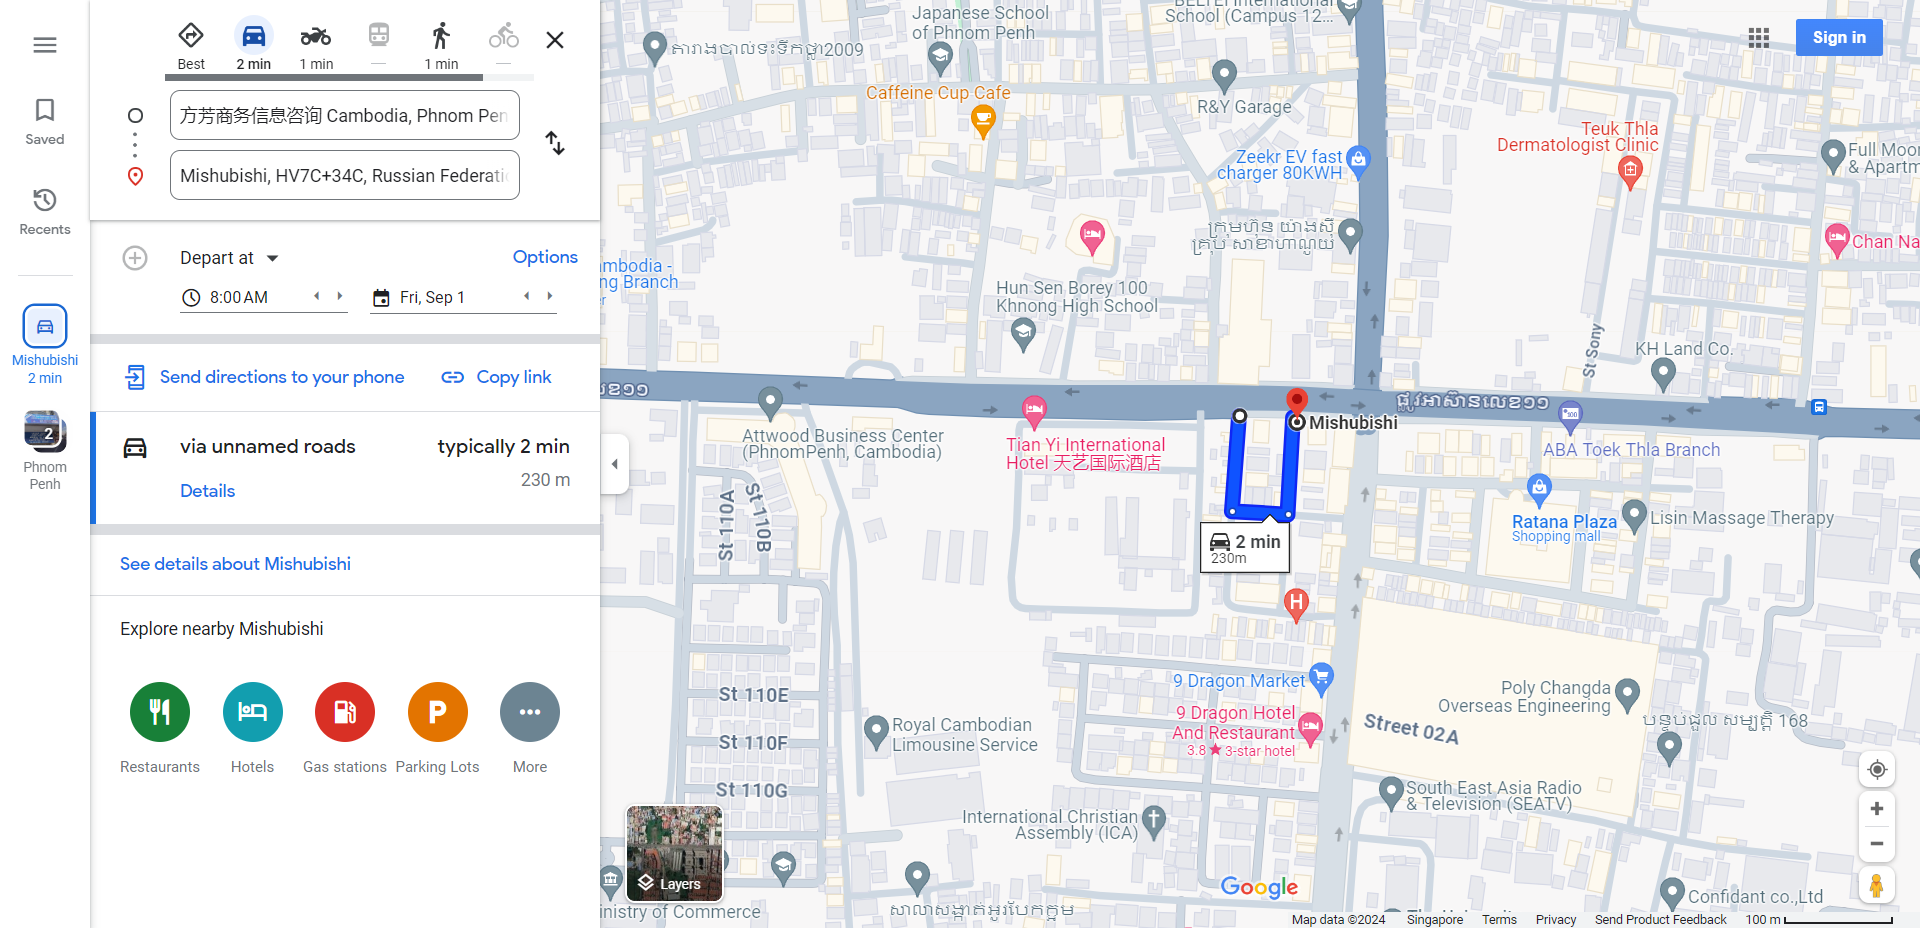 Saved
Recents
Mishubishi
2 min
2
Phnom
Penh
Best
2 min
1 min
—
1 min
—
方芳商务信息咨询 Cambodia, Phnom Pen
Mishubishi, HV7C+34C, Russian Federati
Depart at
Options
8:00 AM
Fri, Sep 1
Send directions to your phone
Copy link
via unnamed roads
typically 2 min
230 m
Details
See details about Mishubishi
Explore nearby Mishubishi
Restaurants
Hotels
Gas stations
Parking Lots
More
Sign in
Japanese School
of Phnom Penh
BELTEI International
School (Campus 12...
តារាងបាល់ទះទឹកថ្លា2009
Caffeine Cup Cafe
R&Y Garage
Zeekr EV fast
charger 80KWH
Teuk Thla
Dermatologist Clinic
Full Moon
& Apartm
ក្រុមហ៊ុន យ៉ាងស៊ី
គ្រុប សាខាហាណូយ
Chan Na
mbodia -
ng Branch
er
Hun Sen Borey 100
Khnong High School
St Sony
KH Land Co.
លេខ១១
ផ្លូវអាស៊ានលេខ១១
Mishubishi
Attwood Business Center
(PhnomPenh, Cambodia)
Tian Yi International
Hotel 天艺国际酒店
ABA Toek Thla Branch
St 110A
St 110B
2 min
230m
Ratana Plaza
Shopping mall
Lisin Massage Therapy
H
St 110E
9 Dragon Market
9 Dragon Hotel
And Restaurant
3.8 ★ 3-star hotel
Poly Changda
Overseas Engineering
Street 02A
បន្ទប់ជួល សម្បត្តិ 168
Royal Cambodian
Limousine Service
St 110F
St 110G
South East Asia Radio
& Television (SEATV)
International Christian
Assembly (ICA)
Layers
Google
Confidant co.,Ltd
inistry of Commerce
សាលាសង្កាត់អូរបែកក្អម
Map data ©2024
Singapore
Terms
Privacy
Send Product Feedback
100 m